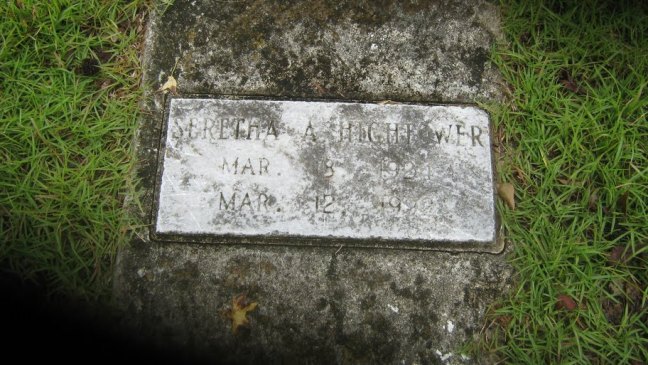 SERETHA A HIGHTOWER
MAR. 8
MAR. 12,